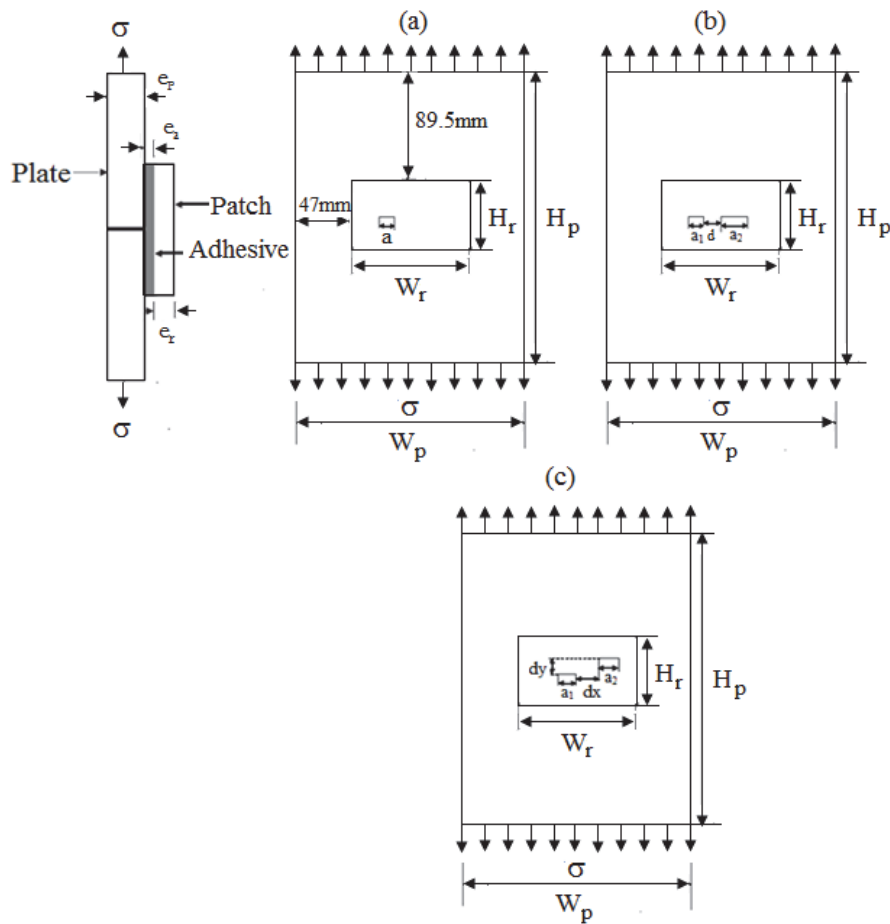 σ
e_p
e_a
Plate
Patch
Adhesive
e_r
σ
(a)
89.5mm
47mm
a
H_r
H_p
W_r
σ
W_p
(b)
a_1 d a_2
H_r
H_p
W_r
σ
W_p
(c)
dy
a_1 dx a_2
H_r
H_p
W_r
σ
W_p